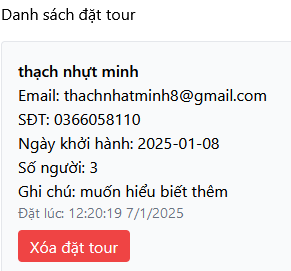 Danh sách đặt tour
thạch nhựt minh
Email: thachnhatminh8@gmail.com
SĐT: 0366058110
Ngày khởi hành: 2025-01-08
Số người: 3
Ghi chú: muốn hiểu biết thêm
Đặt lúc: 12:20:19 7/1/2025
Xóa đặt tour